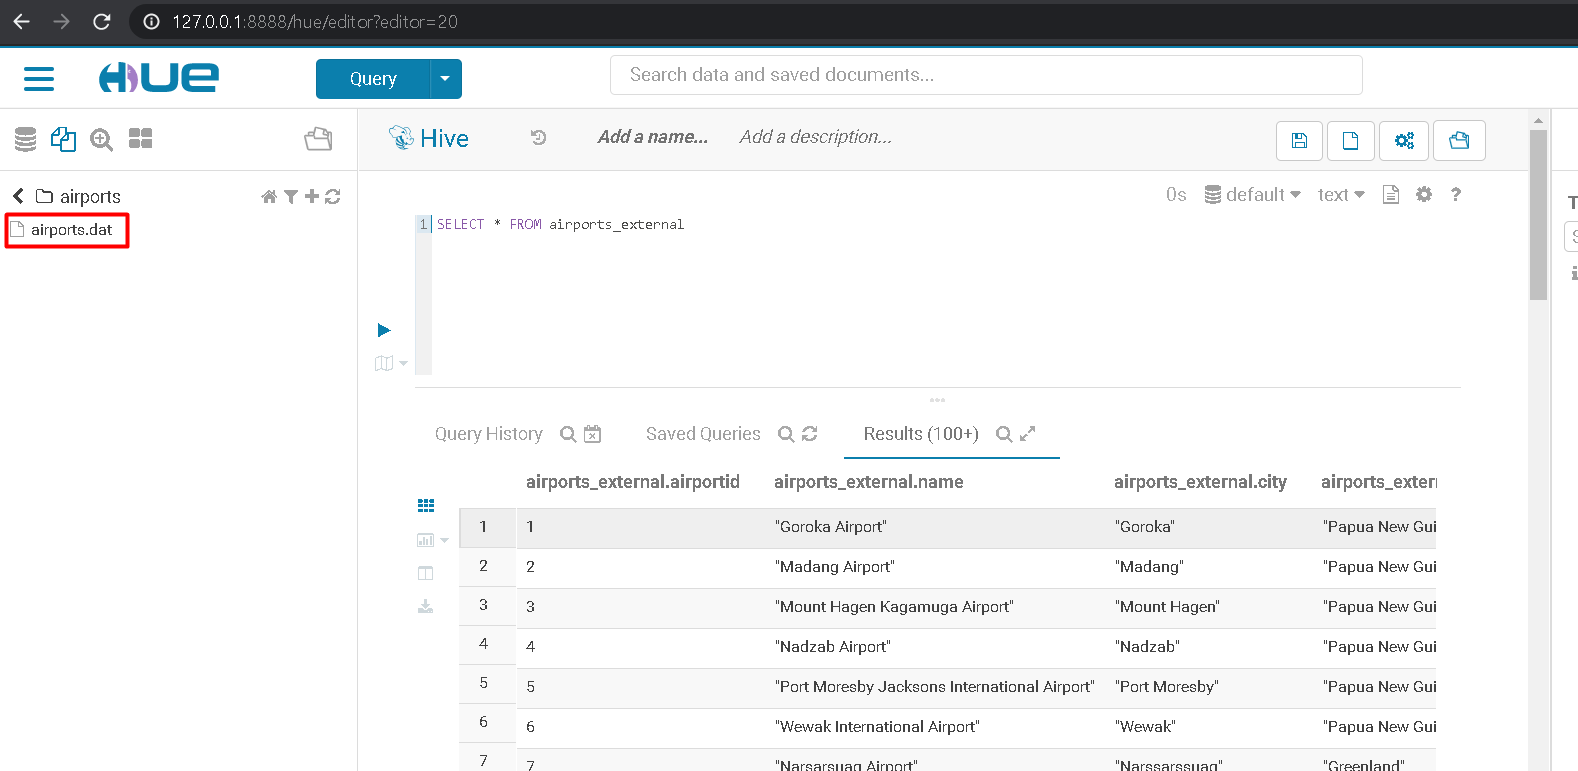 127.0.0.1:8888/hue/editor?editor=20
HUE
Query
Search data and saved documents...
Hive
Add a name...
Add a description...
airports
airports.dat
0s
default
text
?
1
SELECT * FROM airports_external
Query History
Saved Queries
Results (100+)
airports_external.airportid
airports_external.name
airports_external.city
airports_exter
1 1 "Goroka Airport" "Goroka" "Papua New Gui
2 2 "Madang Airport" "Madang" "Papua New Gui
3 3 "Mount Hagen Kagamuga Airport" "Mount Hagen" "Papua New Gui
4 4 "Nadzab Airport" "Nadzab" "Papua New Gui
5 5 "Port Moresby Jacksons International Airport" "Port Moresby" "Papua New Gui
6 6 "Wewak International Airport" "Wewak" "Papua New Gui
7 7 "Narsarsuaq Airport" "Narssarssuaq" "Greenland"
T